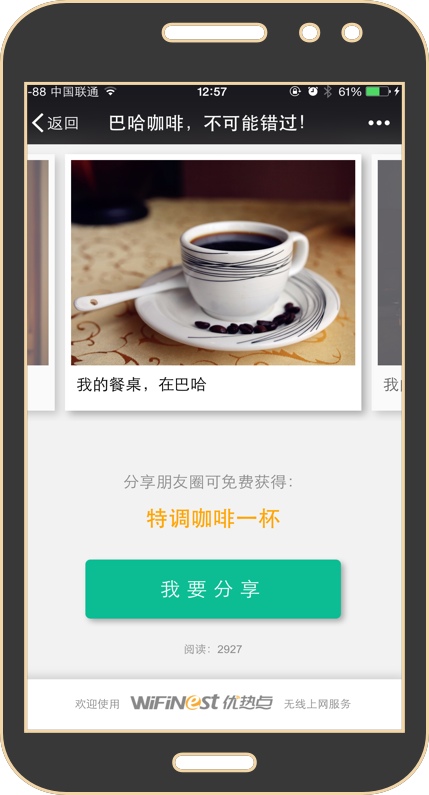 -88 中国联通 12:57 61%
返回 巴哈咖啡，不可能错过！
我的餐桌，在巴哈
我
分享朋友圈可免费获得：
特调咖啡一杯
我要分享
阅读：2927
欢迎使用 WiFiNest 优热点 无线上网服务